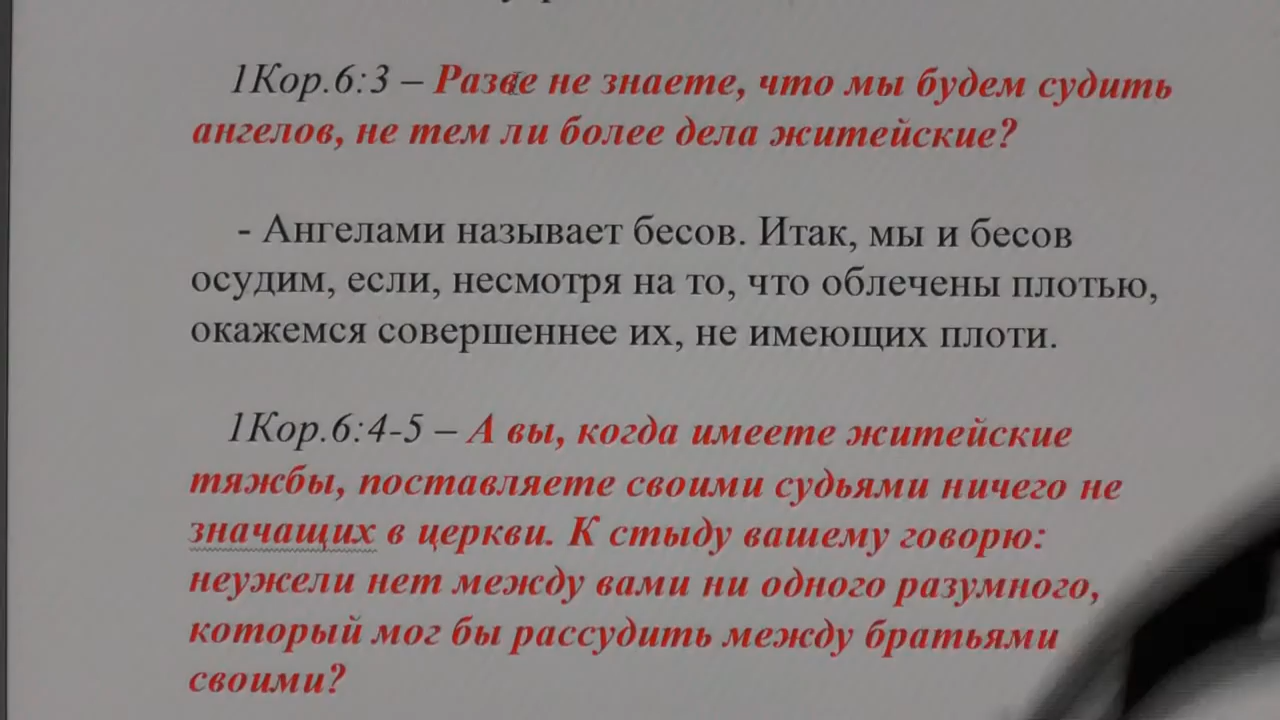 1Кор.6:3 – Разве не знаете, что мы будем судить
ангелов, не тем ли более дела житейские?
- Ангелами называет бесов. Итак, мы и бесов
осудим, если, несмотря на то, что облечены плотью,
окажемся совершеннее их, не имеющих плоти.
1Кор.6:4-5 – А вы, когда имеете житейские
тяжбы, поставляете своими судьями ничего не
значащих в церкви. К стыду вашему говорю:
неужели нет между вами ни одного разумного,
который мог бы рассудить между братьями
своими?